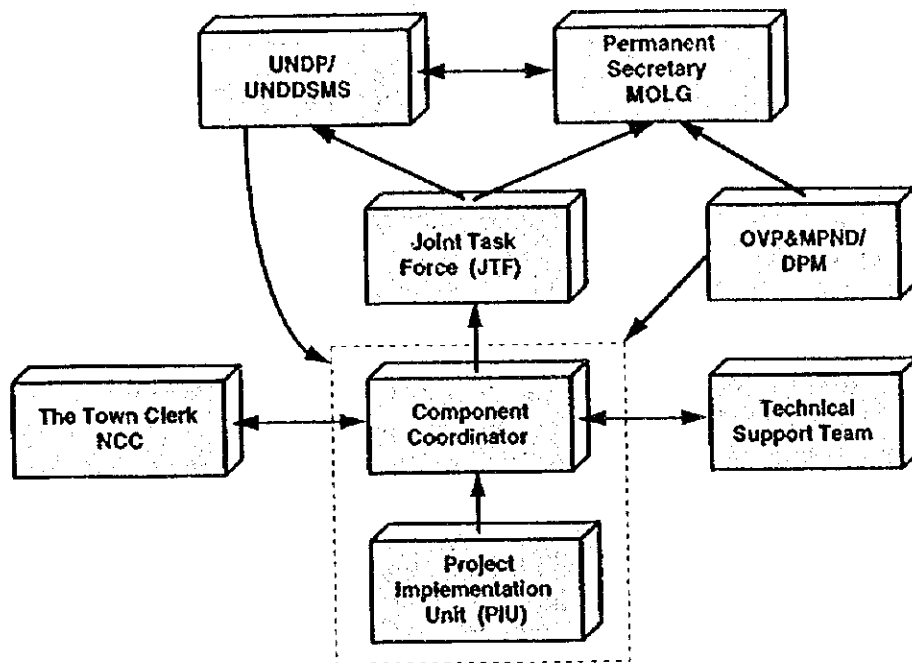 UNDP/
UNDDSMS
Permanent
Secretary
MOLG
Joint Task
Force (JTF)
OVP&MPND/
DPM
The Town Clerk
NCC
Component
Coordinator
Technical
Support Team
Project
Implementation
Unit (PIU)